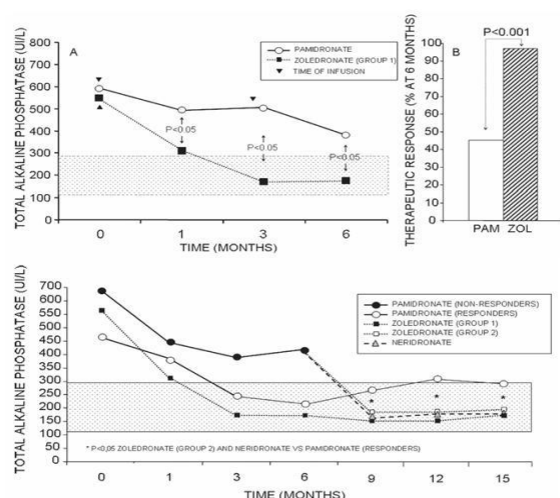 A
TOTAL ALKALINE PHOSPHATASE (UI/L)
800
700
600
500
400
300
200
100
0
P<0.05
P<0.05
P<0.05
PAMIDRONATE
ZOLEDRONATE (GROUP 1)
TIME OF INFUSION
0 1 3 6
TIME (MONTHS)
B
THERAPEUTIC RESPONSE (% AT 6 MONTHS)
P<0.001
100
90
80
70
60
50
40
30
20
10
0
PAM ZOL
TOTAL ALKALINE PHOSPHATASE (UI/L)
700
650
600
550
500
450
400
350
300
250
200
150
100
50
0
PAMIDRONATE (NON-RESPONDERS)
PAMIDRONATE (RESPONDERS)
ZOLEDRONATE (GROUP 1)
ZOLEDRONATE (GROUP 2)
NERIDRONATE
* * *
* P<0,05 ZOLEDRONATE (GROUP 2) AND NERIDRONATE VS PAMIDRONATE (RESPONDERS)
0 1 3 6 9 12 15
TIME (MONTHS)